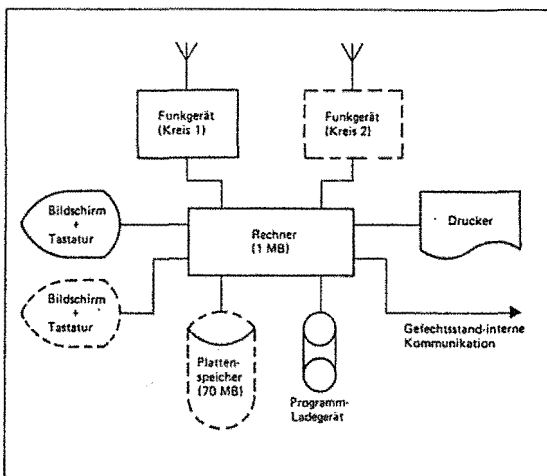 Funkgerät
(Kreis 1)
Funkgerät
(Kreis 2)
Bildschirm
+
Tastatur
Rechner
(1 MB)
Drucker
Bildschirm
+
Tastatur
Gefechtsstand-interne
Kommunikation
Platten-
speicher
(70 MB)
Programm-
Ladegerät